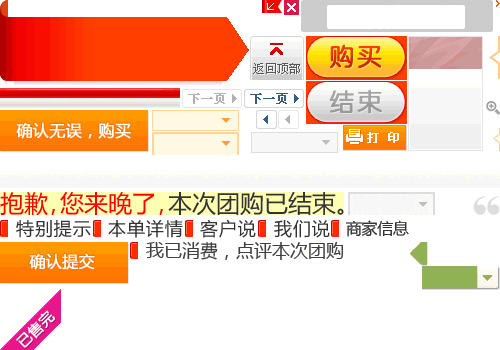 购买
返回顶部
下一页 下一页
结束
确认无误，购买
打 印
抱歉,您来晚了,本次团购已结束。
特别提示 本单详情 客户说 我们说 商家信息
我已消费，点评本次团购
确认提交
已售完